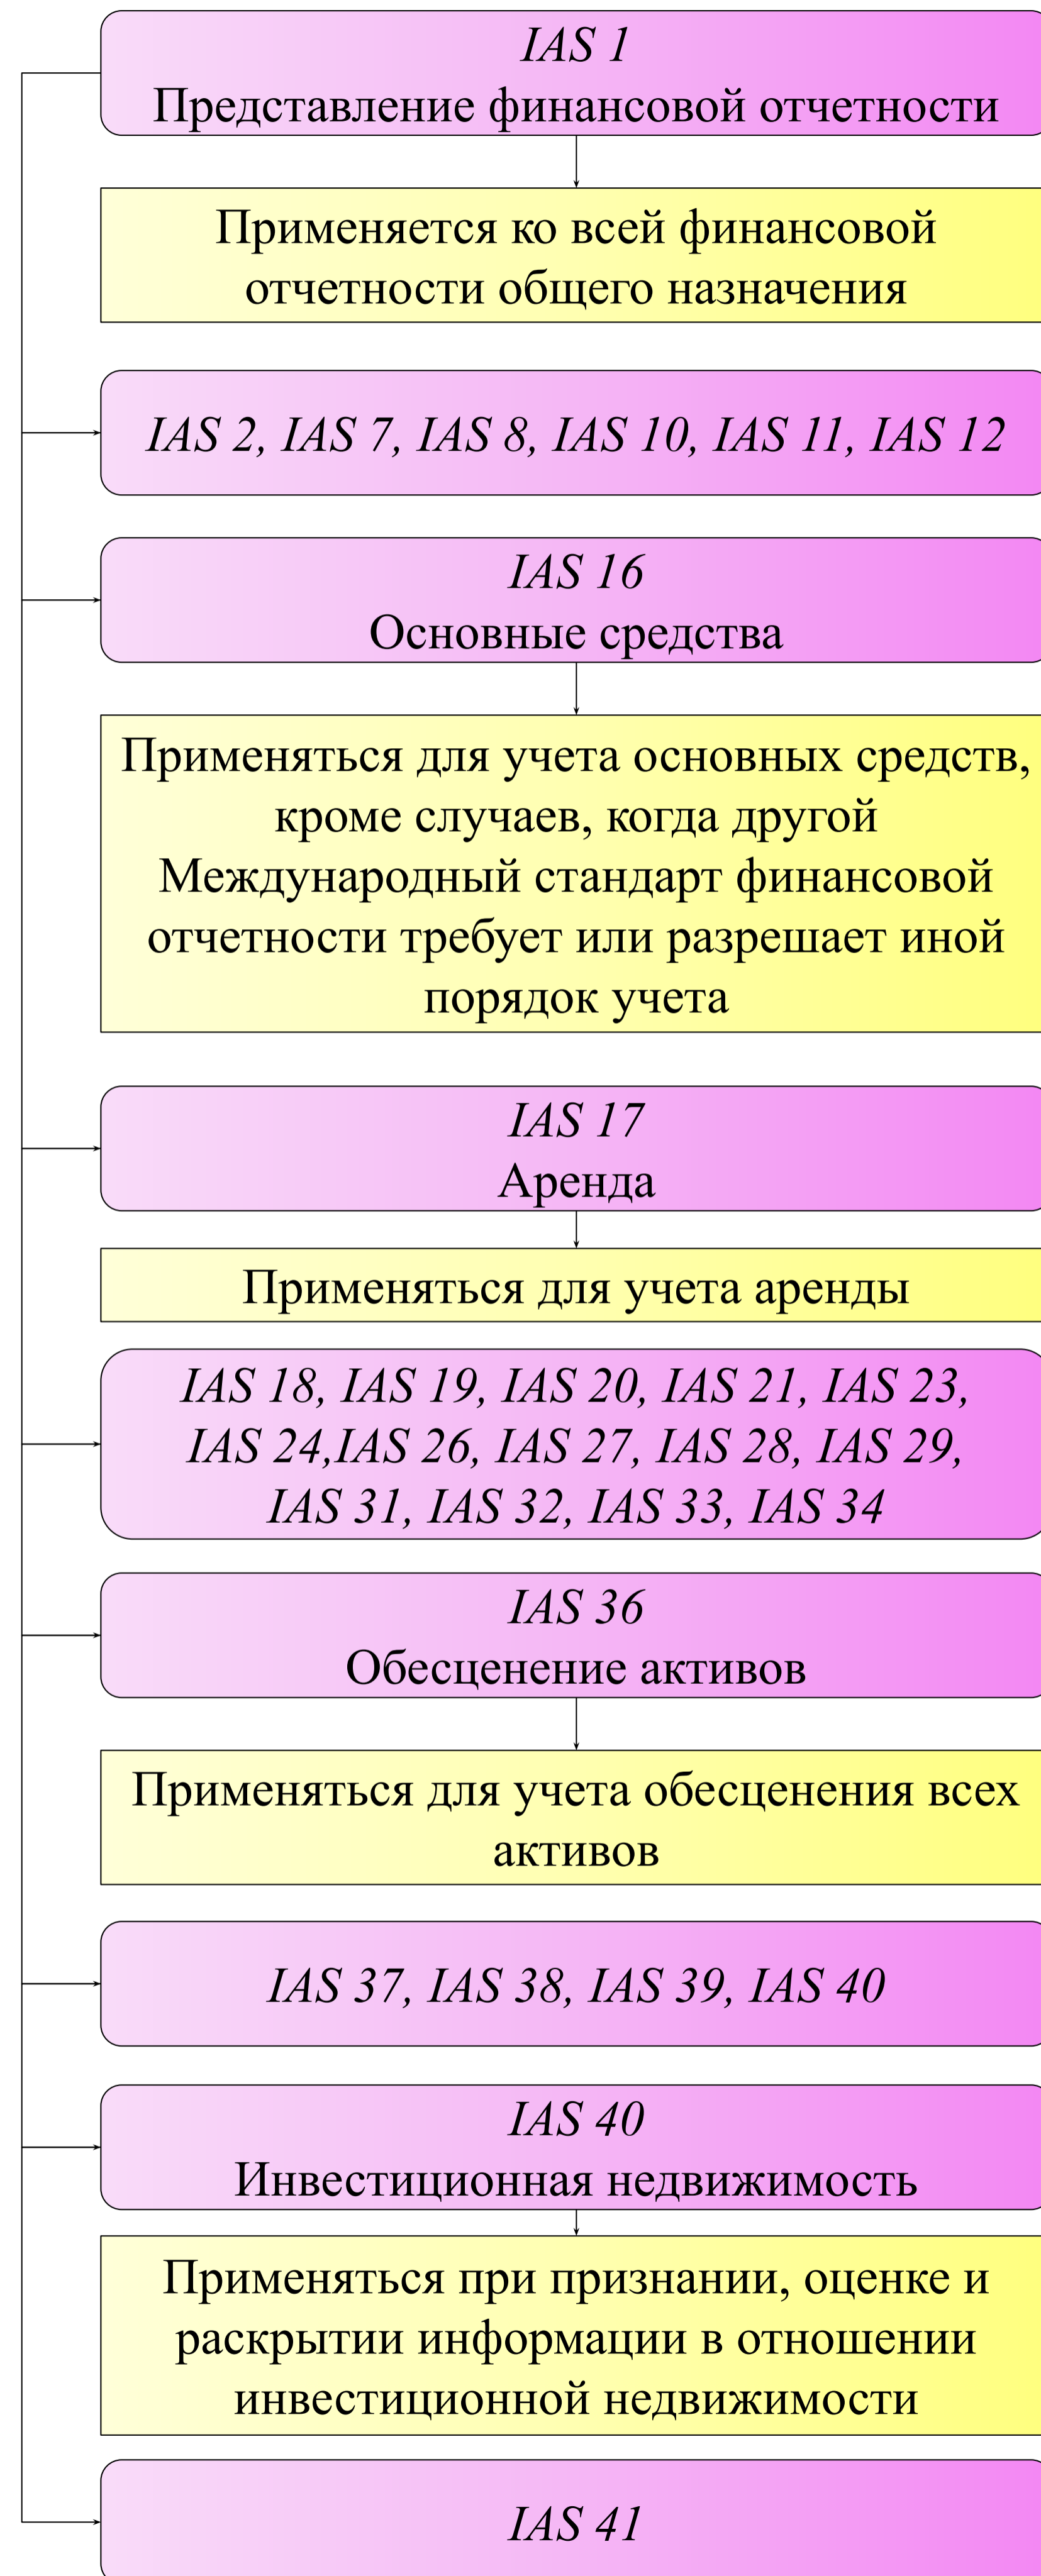 IAS 1
Представление финансовой отчетности
Применяется ко всей финансовой
отчетности общего назначения
IAS 2, IAS 7, IAS 8, IAS 10, IAS 11, IAS 12
IAS 16
Основные средства
Применяться для учета основных средств,
кроме случаев, когда другой
Международный стандарт финансовой
отчетности требует или разрешает иной
порядок учета
IAS 17
Аренда
Применяться для учета аренды
IAS 18, IAS 19, IAS 20, IAS 21, IAS 23,
IAS 24,IAS 26, IAS 27, IAS 28, IAS 29,
IAS 31, IAS 32, IAS 33, IAS 34
IAS 36
Обесценение активов
Применяться для учета обесценения всех
активов
IAS 37, IAS 38, IAS 39, IAS 40
IAS 40
Инвестиционная недвижимость
Применяться при признании, оценке и
раскрытии информации в отношении
инвестиционной недвижимости
IAS 41